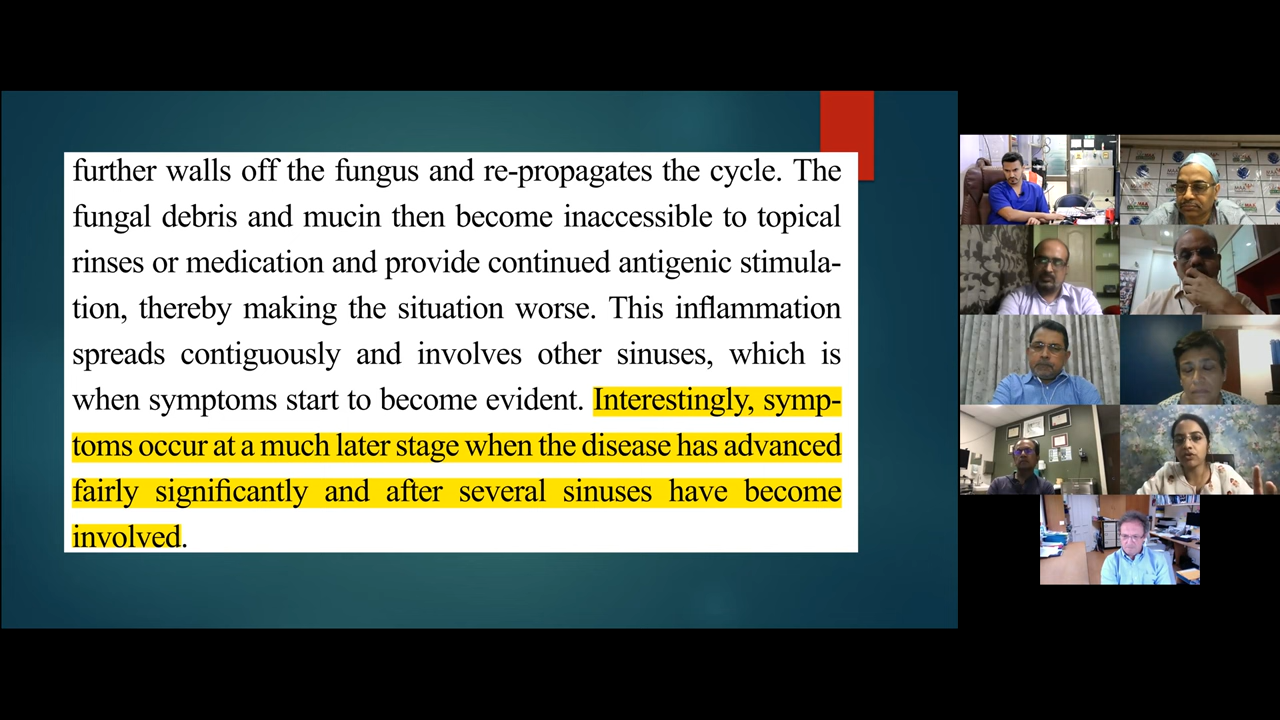 further walls off the fungus and re-propagates the cycle. The
fungal debris and mucin then become inaccessible to topical
rinses or medication and provide continued antigenic stimula-
tion, thereby making the situation worse. This inflammation
spreads contiguously and involves other sinuses, which is
when symptoms start to become evident. Interestingly, symp-
toms occur at a much later stage when the disease has advanced
fairly significantly and after several sinuses have become
involved.